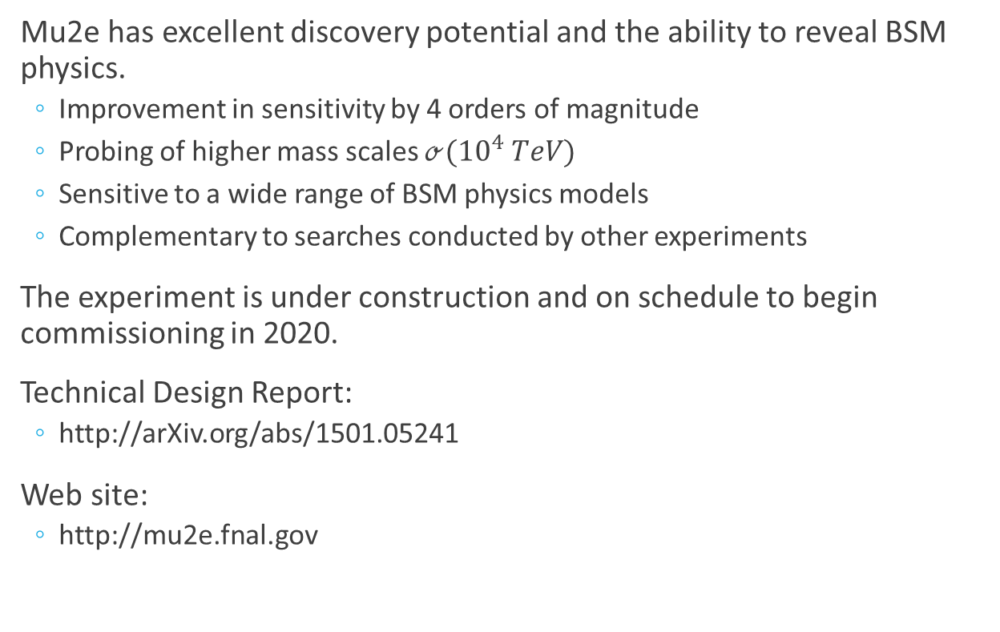 Mu2e has excellent discovery potential and the ability to reveal BSM
physics.
◦ Improvement in sensitivity by 4 orders of magnitude
◦ Probing of higher mass scales ℴ(10⁴ TeV)
◦ Sensitive to a wide range of BSM physics models
◦ Complementary to searches conducted by other experiments
The experiment is under construction and on schedule to begin
commissioning in 2020.
Technical Design Report:
◦ http://arXiv.org/abs/1501.05241
Web site:
◦ http://mu2e.fnal.gov